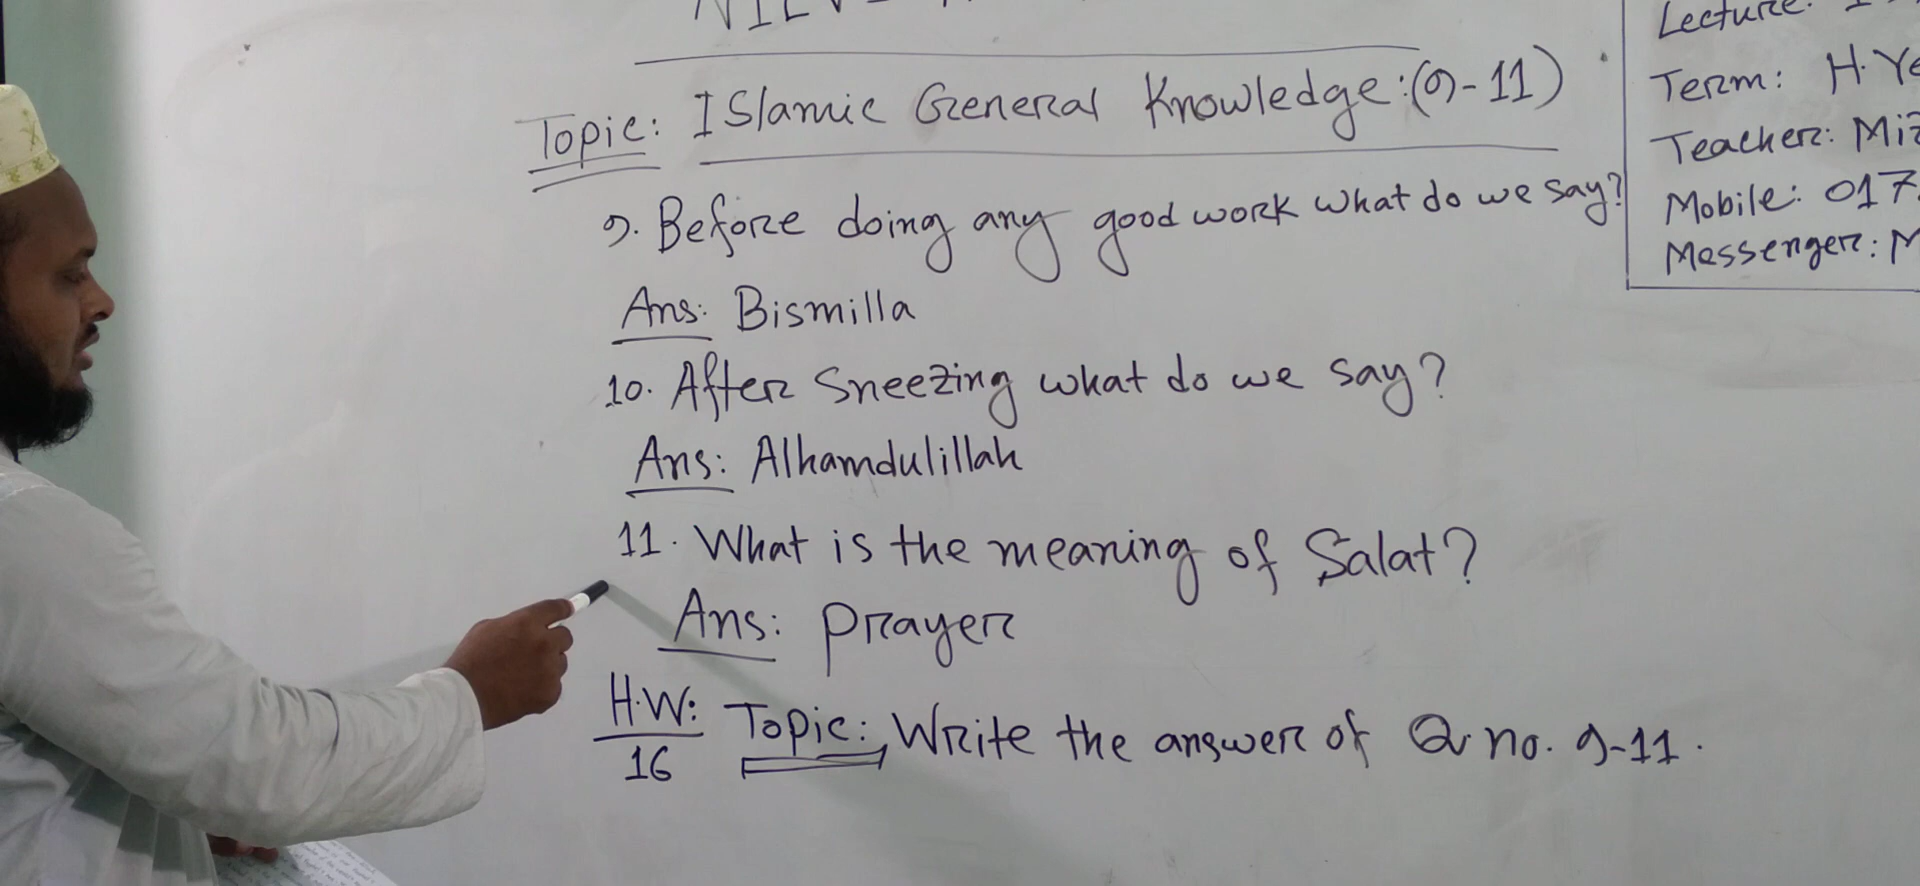 Topic: Islamic General Knowledge: (9-11)
9. Before doing any good work what do we say?
Ans: Bismilla
10. After Sneezing what do we say?
Ans: Alhamdulillah
11. What is the meaning of Salat?
Ans: Prayer
H.W: 16 Topic: Write the answer of Q no. 9-11.
Lecture:
Term: H.Ye
Teacher: Miz
Mobile: 017
Messenger: M